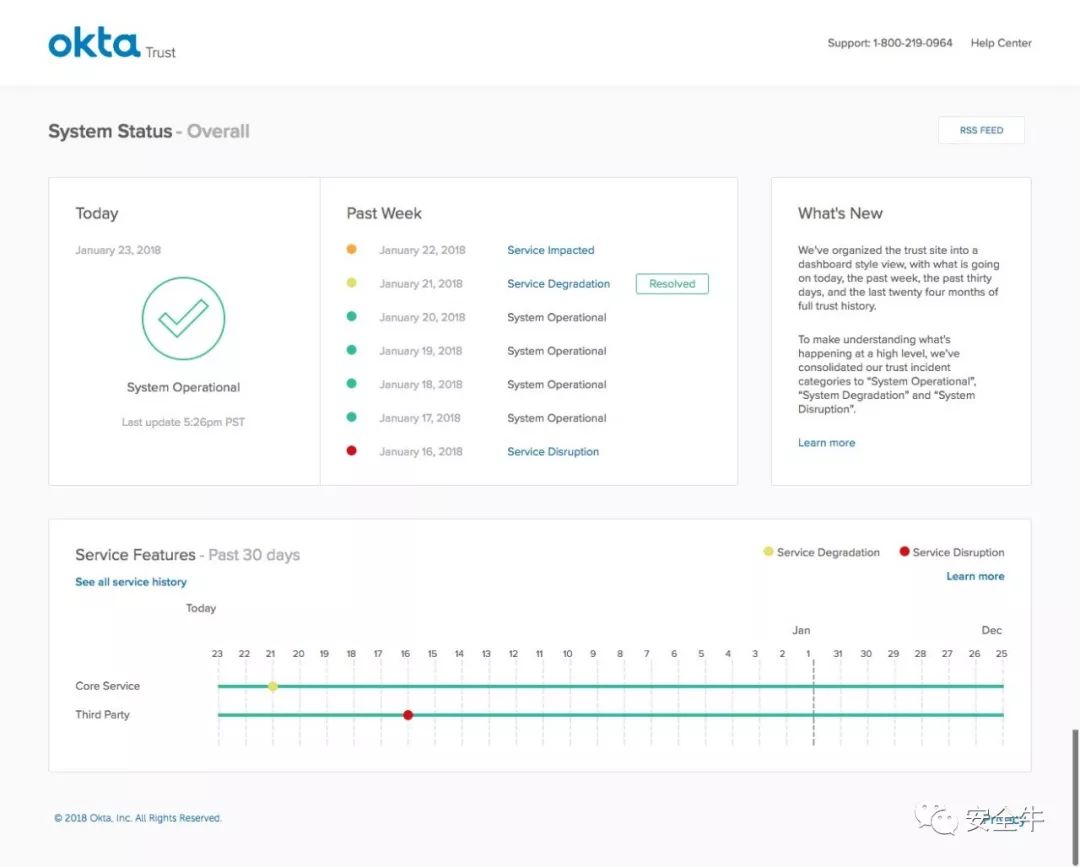 okta Trust
Support: 1-800-219-0964 Help Center
System Status - Overall
RSS FEED
Today
January 23, 2018
System Operational
Last update 5:26pm PST
Past Week
January 22, 2018 Service Impacted
January 21, 2018 Service Degradation Resolved
January 20, 2018 System Operational
January 19, 2018 System Operational
January 18, 2018 System Operational
January 17, 2018 System Operational
January 16, 2018 Service Disruption
What's New
We've organized the trust site into a
dashboard style view, with what is going
on today, the past week, the past thirty
days, and the last twenty four months of
full trust history.
To make understanding what's
happening at a high level, we've
consolidated our trust incident
categories to “System Operational”,
“System Degradation” and “System
Disruption”.
Learn more
Service Features - Past 30 days
Service Degradation Service Disruption
See all service history
Learn more
Today
Jan Dec
23 22 21 20 19 18 17 16 15 14 13 12 11 10 9 8 7 6 5 4 3 2 1 31 30 29 28 27 26 25
Core Service
Third Party
© 2018 Okta, Inc. All Rights Reserved.
Privacy
安全牛